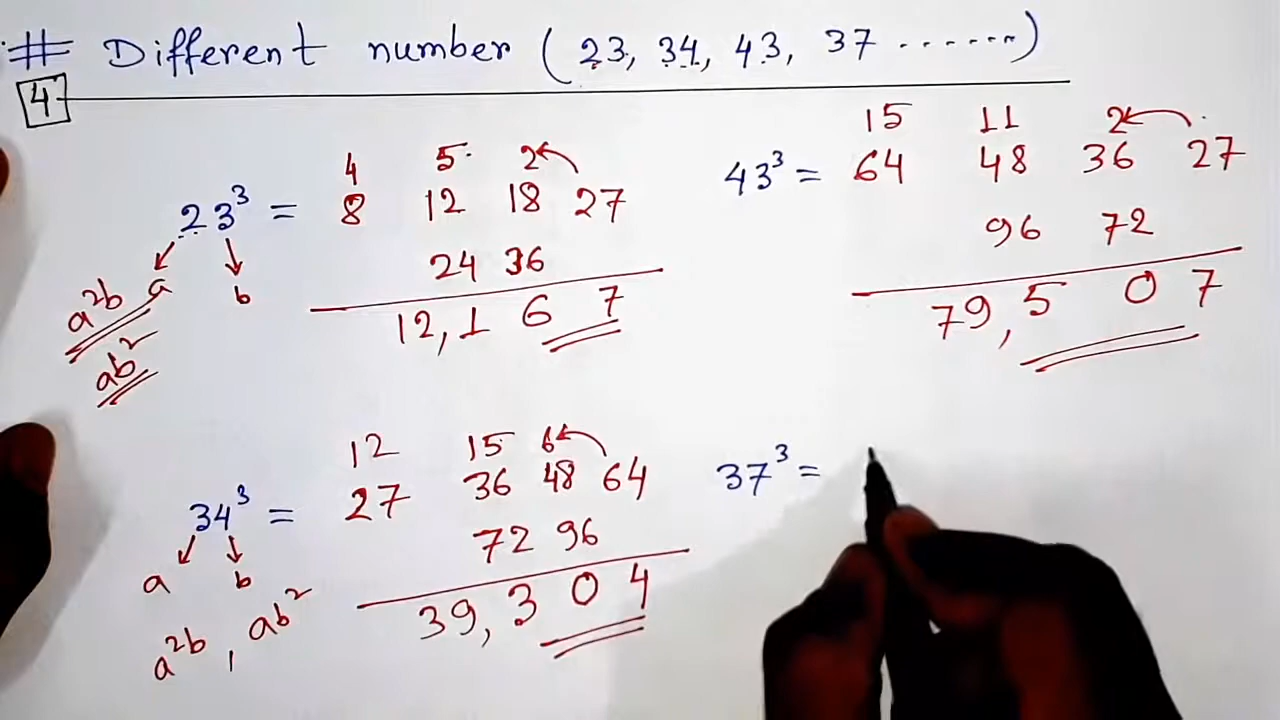 # Different number (23, 34, 43, 37 ......)
4
4 5 2
23³ = 8 12 18 27
24 36
a b
a²b
ab²
12,1 6 7
15 11 2
43³ = 64 48 36 27
96 72
79,5 0 7
12 15 6
34³ = 27 36 48 64
72 96
a b
a²b , ab²
39,3 0 4
37³ =